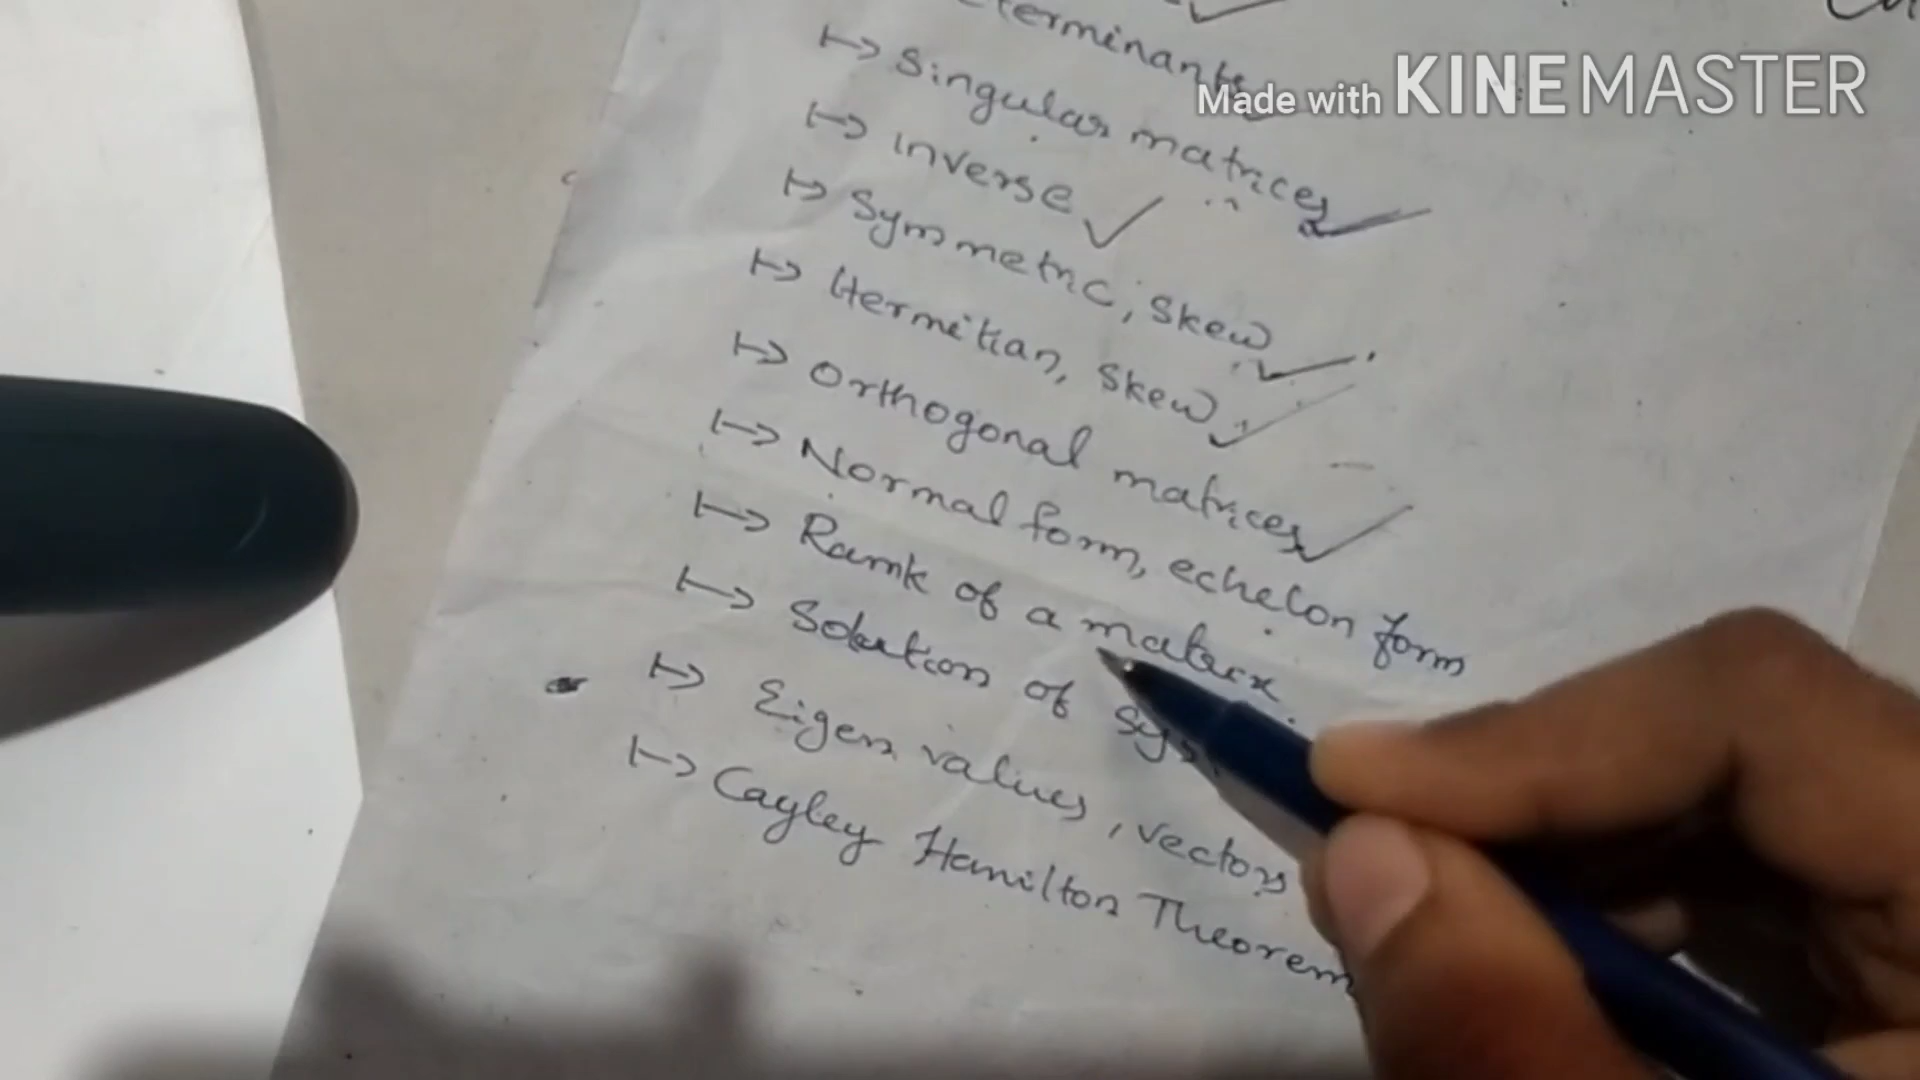 Made with KINEMASTER
↦ Singular matrices ✓
↦ inverse ✓
↦ Symmetric, Skew ✓
↦ Hermitian, Skew ✓
↦ Orthogonal matrices ✓
↦ Normal form, echelon form
↦ Rank of a matrix.
↦ Solution of
↦ Eigen values, vectors
↦ Cayley Hamilton Theorem